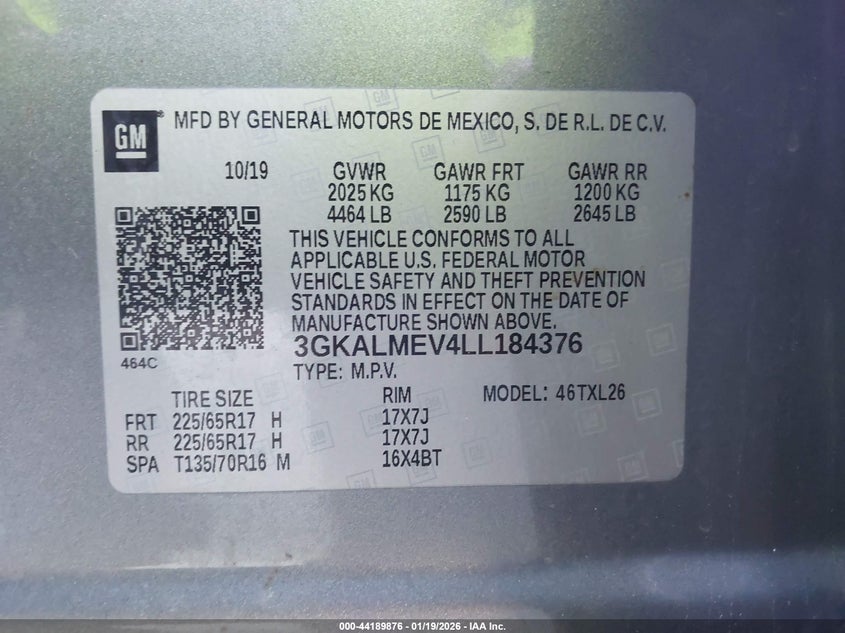 GM
® MFD BY GENERAL MOTORS DE MEXICO, S. DE R.L. DE C.V.
10/19 GVWR GAWR FRT GAWR RR
2025 KG 1175 KG 1200 KG
4464 LB 2590 LB 2645 LB
THIS VEHICLE CONFORMS TO ALL
APPLICABLE U.S. FEDERAL MOTOR
VEHICLE SAFETY AND THEFT PREVENTION
STANDARDS IN EFFECT ON THE DATE OF
MANUFACTURE SHOWN ABOVE.
3GKALMEV4LL184376
464C
TYPE: M.P.V.
TIRE SIZE RIM MODEL: 46TXL26
FRT 225/65R17 H 17X7J
RR 225/65R17 H 17X7J
SPA T135/70R16 M 16X4BT
000-44189876 - 01/19/2026 - IAA Inc.